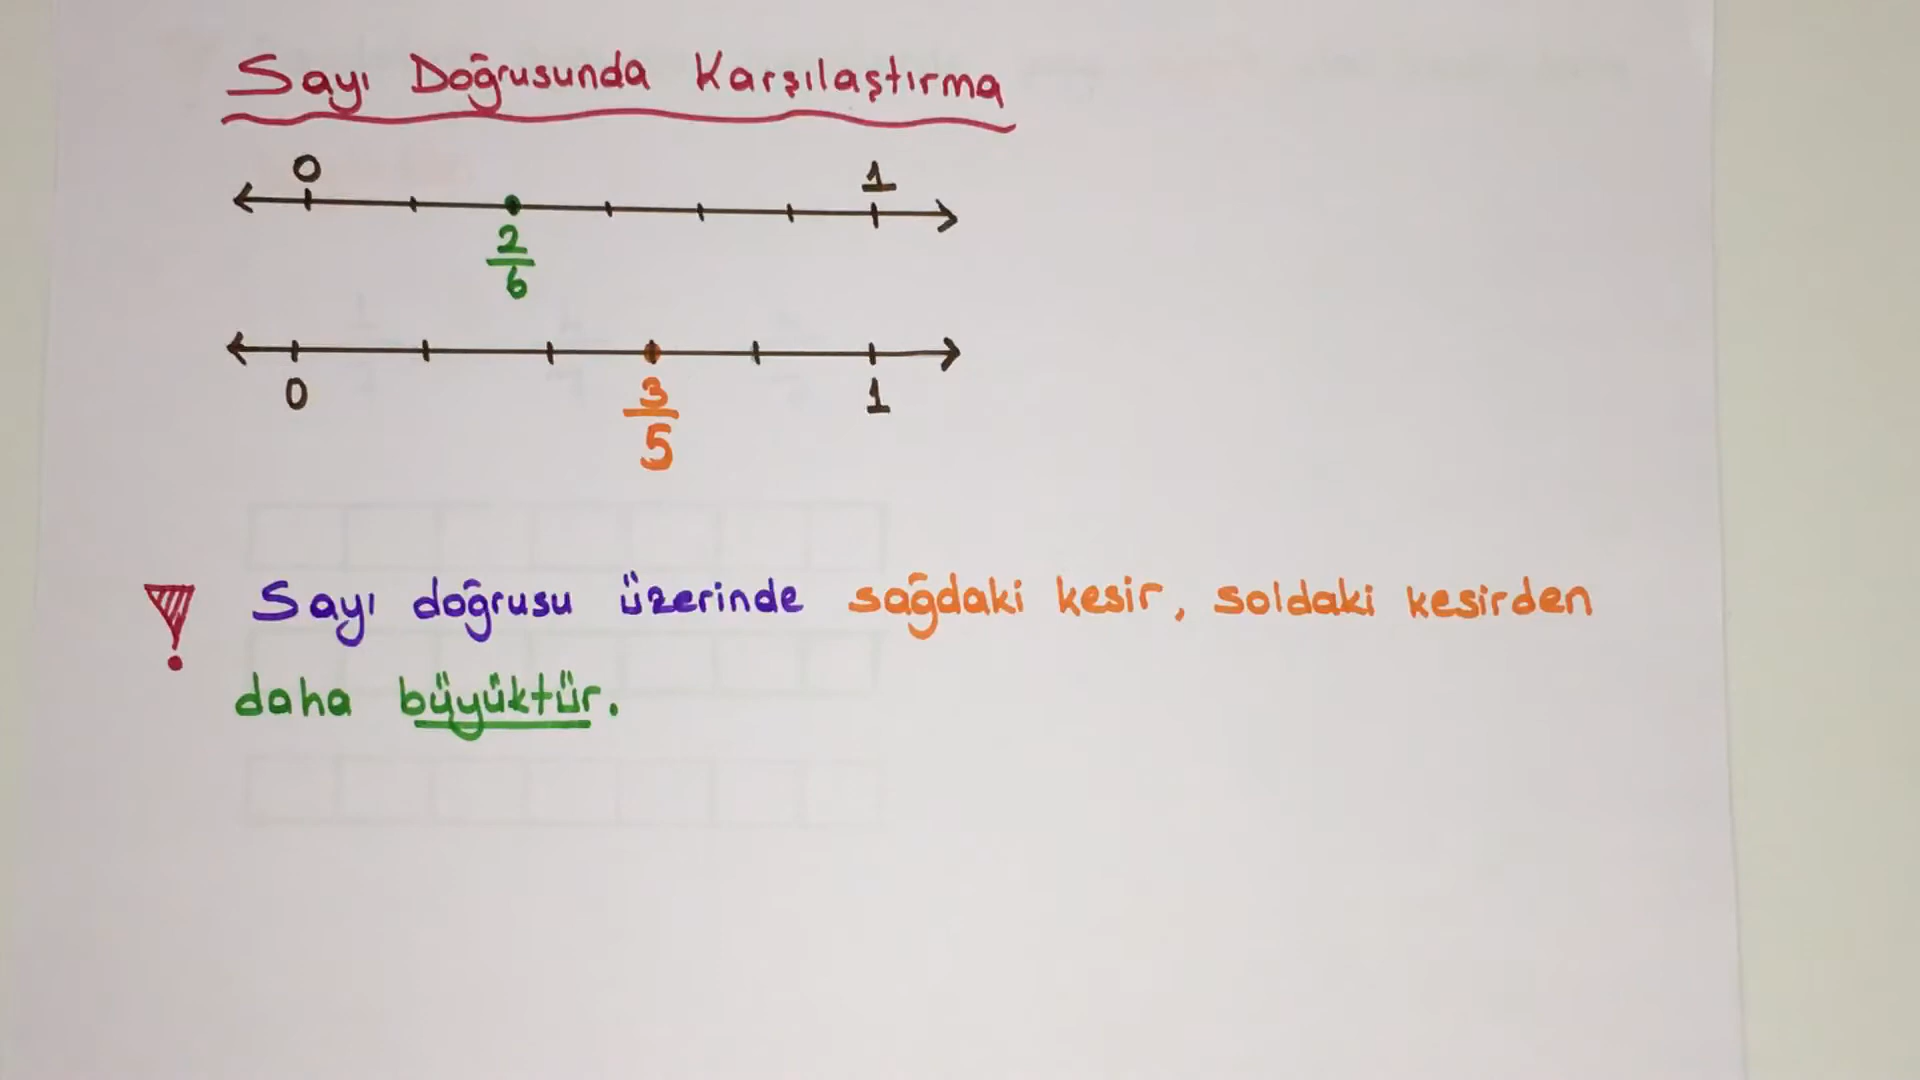 Sayı Doğrusunda Karşılaştırma
0 1
2
6
0 1
3
5
! Sayı doğrusu üzerinde sağdaki kesir, soldaki kesirden
daha büyüktür.